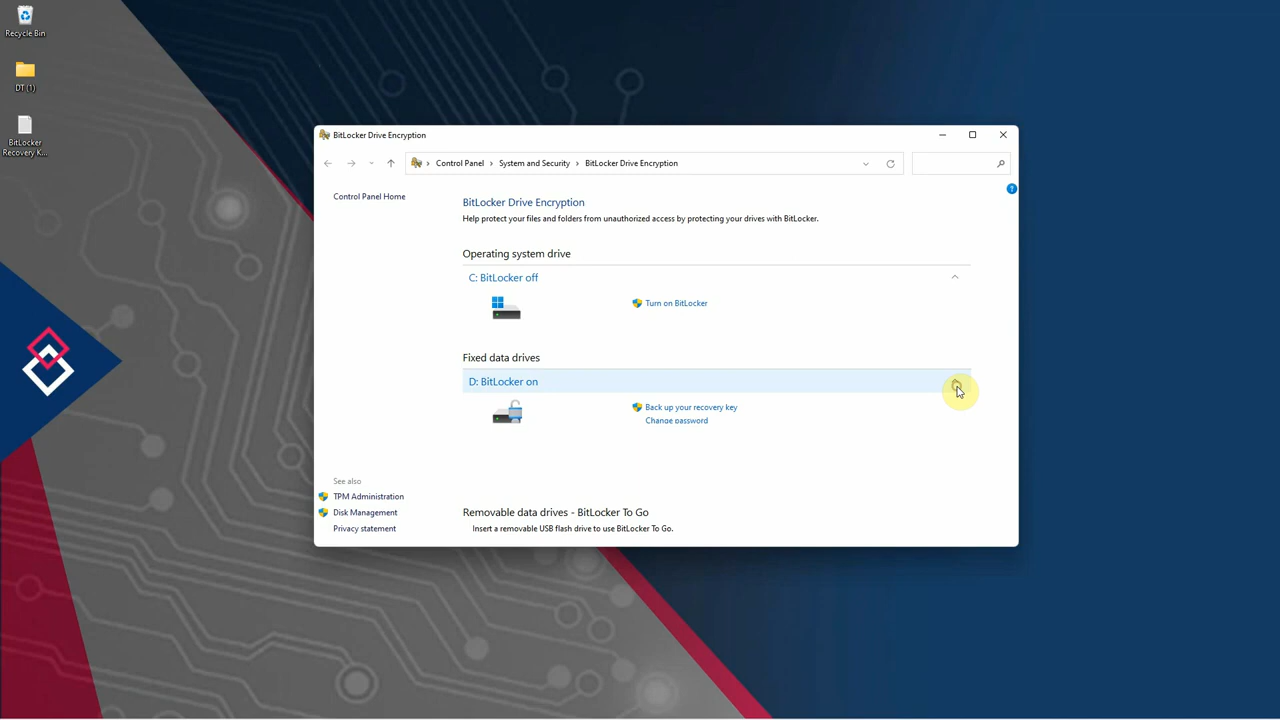 Recycle Bin
DT (1)
BitLocker
Recovery K...
BitLocker Drive Encryption
Control Panel
System and Security
BitLocker Drive Encryption
Control Panel Home
BitLocker Drive Encryption
Help protect your files and folders from unauthorized access by protecting your drives with BitLocker.
Operating system drive
C: BitLocker off
Turn on BitLocker
Fixed data drives
D: BitLocker on
Back up your recovery key
Change password
See also
TPM Administration
Disk Management
Privacy statement
Removable data drives - BitLocker To Go
Insert a removable USB flash drive to use BitLocker To Go.